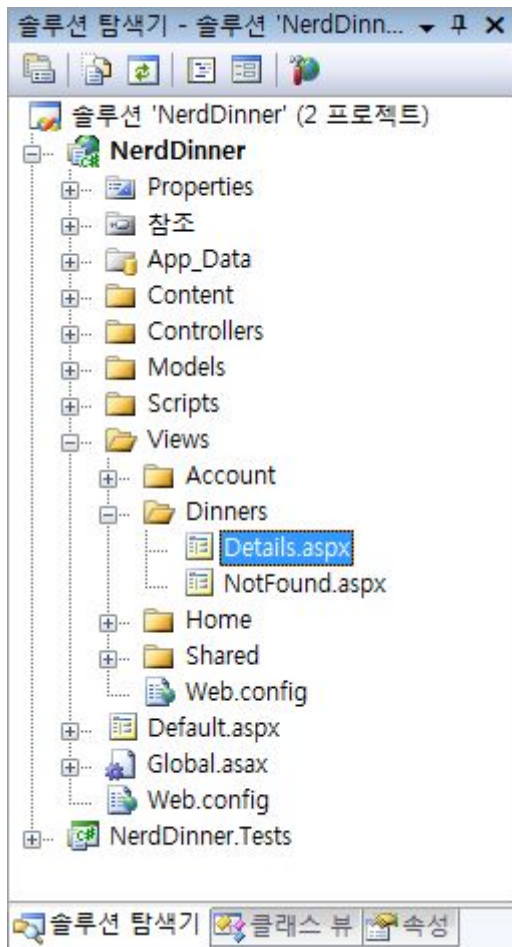 솔루션 탐색기 - 솔루션 'NerdDinn...
솔루션 'NerdDinner' (2 프로젝트)
NerdDinner
Properties
참조
App_Data
Content
Controllers
Models
Scripts
Views
Account
Dinners
Details.aspx
NotFound.aspx
Home
Shared
Web.config
Default.aspx
Global.asax
Web.config
NerdDinner.Tests
솔루션 탐색기 클래스 뷰 속성